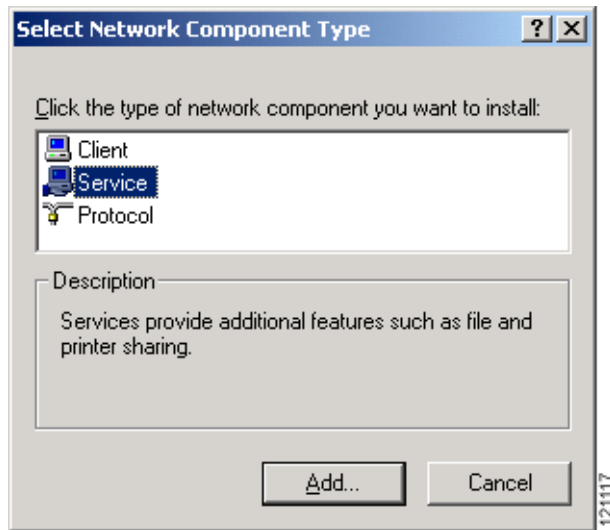 Select Network Component Type
Click the type of network component you want to install:
Client
Service
Protocol
Description
Services provide additional features such as file and
printer sharing.
Add...
Cancel
121117